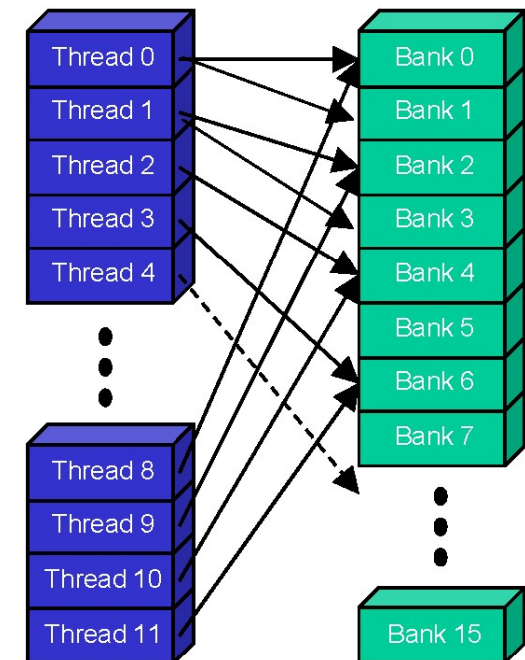 Thread 0
Thread 1
Thread 2
Thread 3
Thread 4
Thread 8
Thread 9
Thread 10
Thread 11
Bank 0
Bank 1
Bank 2
Bank 3
Bank 4
Bank 5
Bank 6
Bank 7
Bank 15